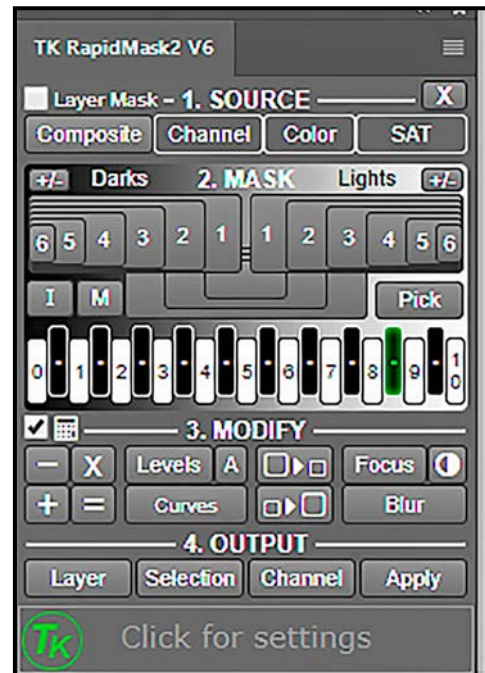 TK RapidMask2 V6
Layer Mask - 1. SOURCE X
Composite Channel Color SAT
+/- Darks 2. MASK Lights +/-
6 5 4 3 2 1 1 2 3 4 5 6
I M Pick
0 - 1 - 2 - 3 - 4 - 5 - 6 - 7 - 8 - 9 - 10
3. MODIFY
- X Levels A Focus
+ = Curves Blur
4. OUTPUT
Layer Selection Channel Apply
TK Click for settings